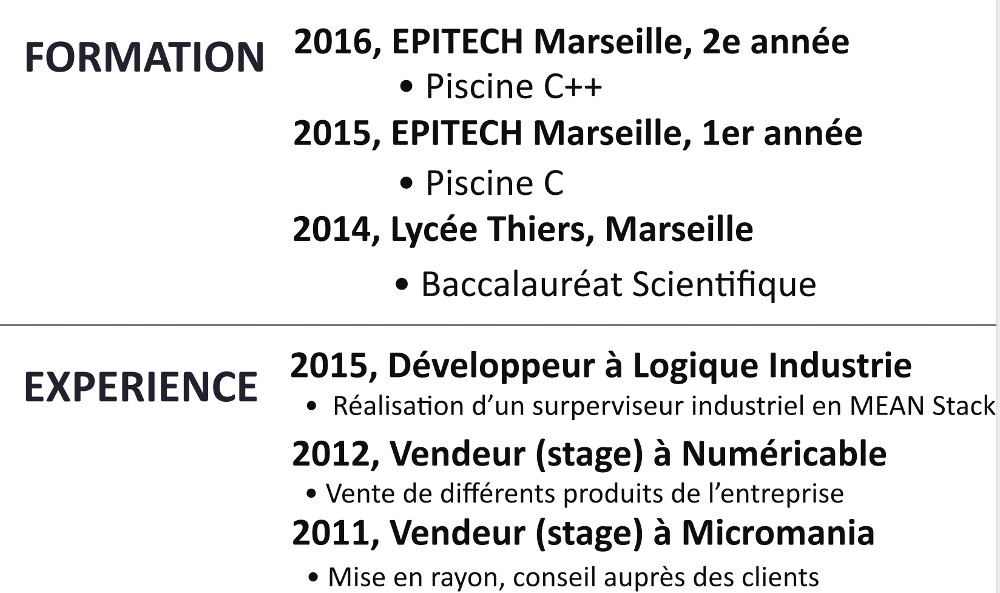 FORMATION
2016, EPITECH Marseille, 2e année
• Piscine C++
2015, EPITECH Marseille, 1er année
• Piscine C
2014, Lycée Thiers, Marseille
• Baccalauréat Scientifique
EXPERIENCE
2015, Développeur à Logique Industrie
• Réalisation d’un surperviseur industriel en MEAN Stack
2012, Vendeur (stage) à Numéricable
• Vente de différents produits de l’entreprise
2011, Vendeur (stage) à Micromania
• Mise en rayon, conseil auprès des clients